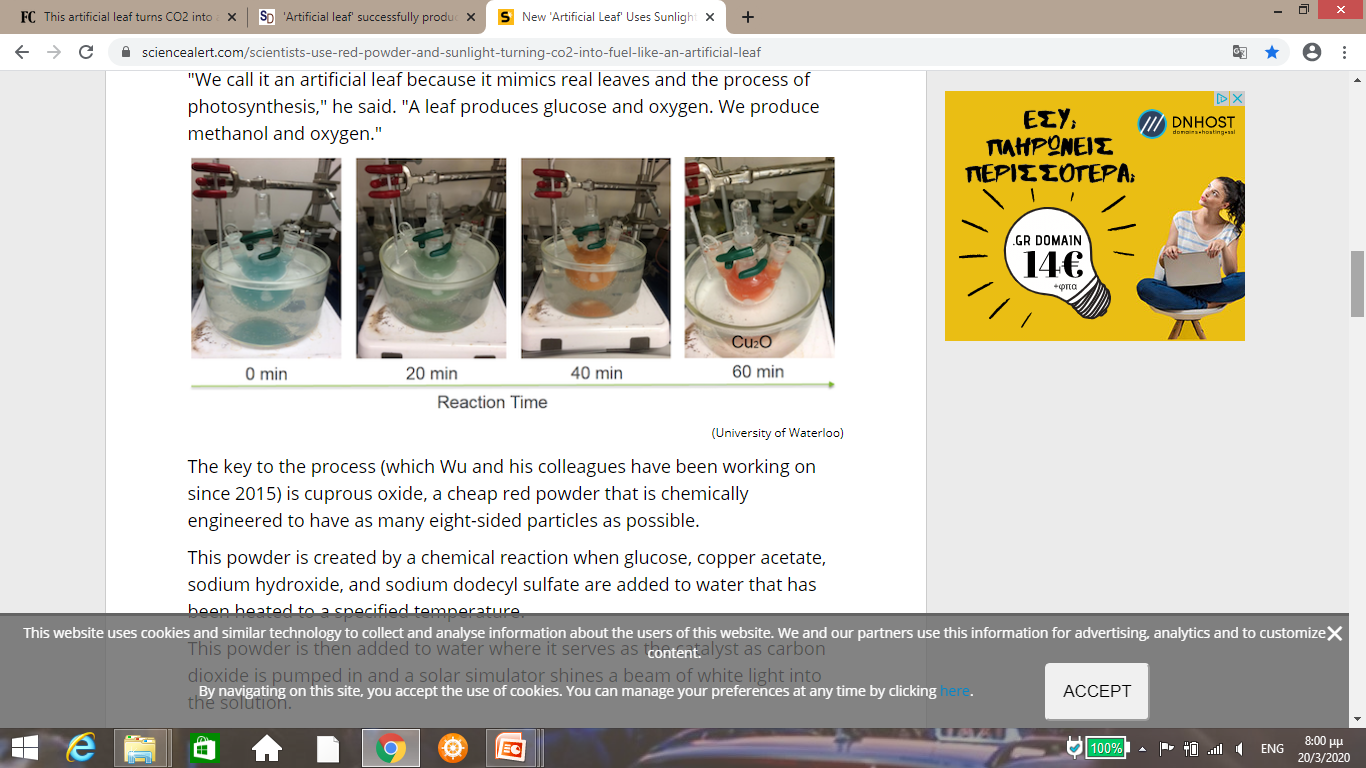 This artificial leaf turns CO2 into
'Artificial leaf' successfully produc
New 'Artificial Leaf' Uses Sunlight
sciencealert.com/scientists-use-red-powder-and-sunlight-turning-co2-into-fuel-like-an-artificial-leaf
"We call it an artificial leaf because it mimics real leaves and the process of
photosynthesis," he said. "A leaf produces glucose and oxygen. We produce
methanol and oxygen."
Cu2O
0 min 20 min 40 min 60 min
Reaction Time
(University of Waterloo)
The key to the process (which Wu and his colleagues have been working on
since 2015) is cuprous oxide, a cheap red powder that is chemically
engineered to have as many eight-sided particles as possible.
This powder is created by a chemical reaction when glucose, copper acetate,
sodium hydroxide, and sodium dodecyl sulfate are added to water that has
been heated to a specified temperature.
This powder is then added to water where it serves as the catalyst as carbon
dioxide is pumped in and a solar simulator shines a beam of white light into
the solution.
ΕΣΥ;
ΠΛΗΡΩΝΕΙΣ
ΠΕΡΙΣΣΟΤΕΡΑ;
DNHOST
domains•hosting•ssl
.GR DOMAIN
14€
+φπα
This website uses cookies and similar technology to collect and analyse information about the users of this website. We and our partners use this information for advertising, analytics and to customize
content.
By navigating on this site, you accept the use of cookies. You can manage your preferences at any time by clicking here.
ACCEPT
100%
ENG
8:00 μμ
20/3/2020